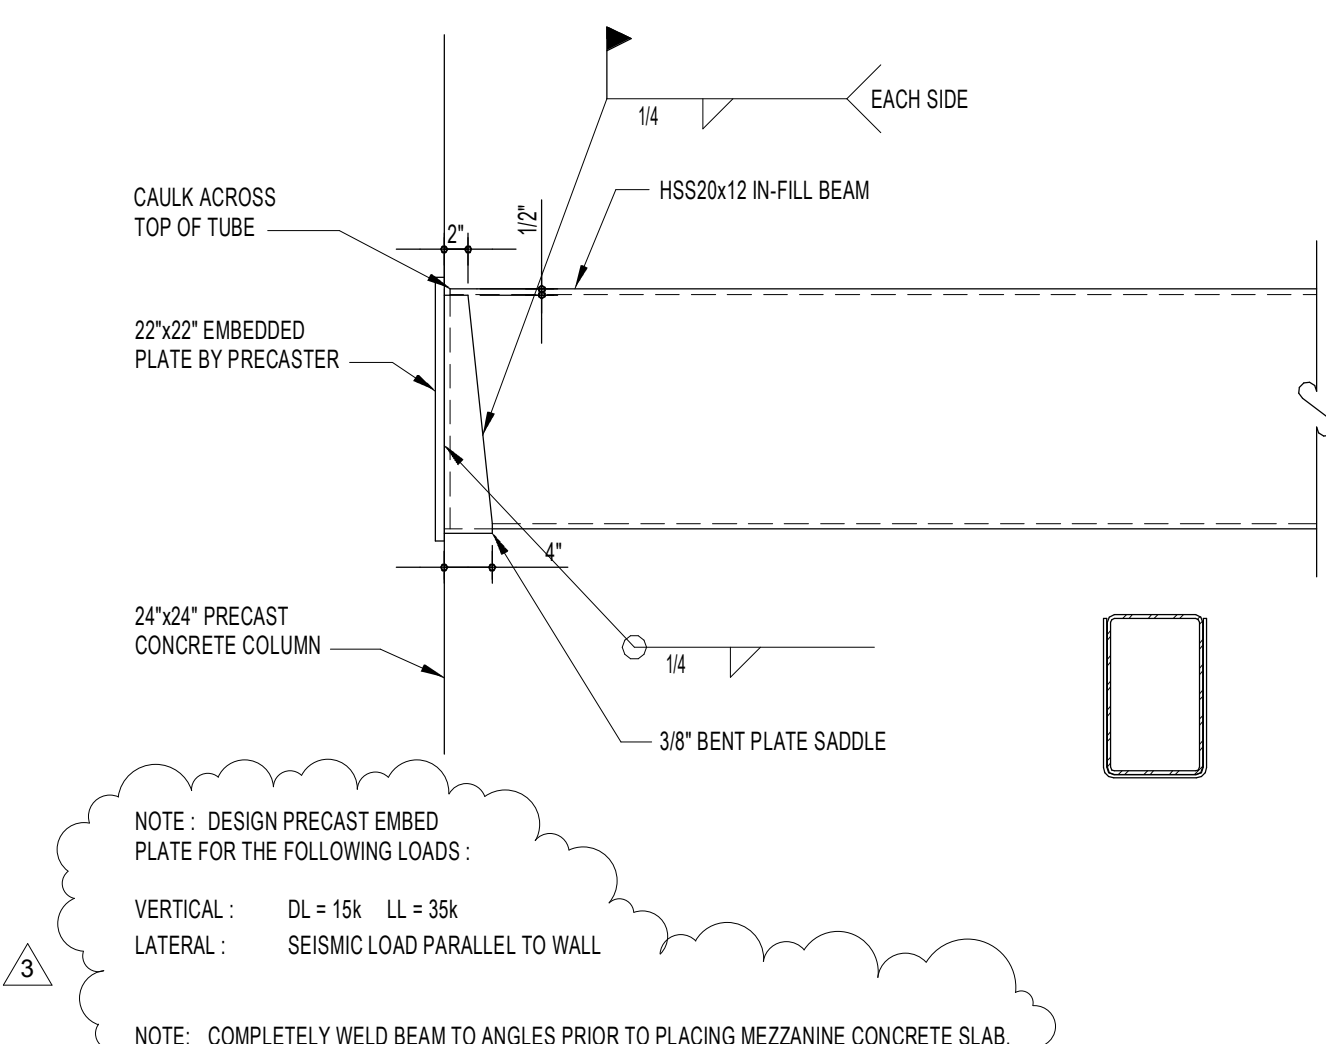 1/4
EACH SIDE
CAULK ACROSS
TOP OF TUBE
2"
1/2"
HSS20x12 IN-FILL BEAM
22"x22" EMBEDDED
PLATE BY PRECASTER
4"
24"x24" PRECAST
CONCRETE COLUMN
1/4
3/8" BENT PLATE SADDLE
NOTE : DESIGN PRECAST EMBED
PLATE FOR THE FOLLOWING LOADS :
VERTICAL : DL = 15k LL = 35k
LATERAL : SEISMIC LOAD PARALLEL TO WALL
3
NOTE: COMPLETELY WELD BEAM TO ANGLES PRIOR TO PLACING MEZZANINE CONCRETE SLAB.